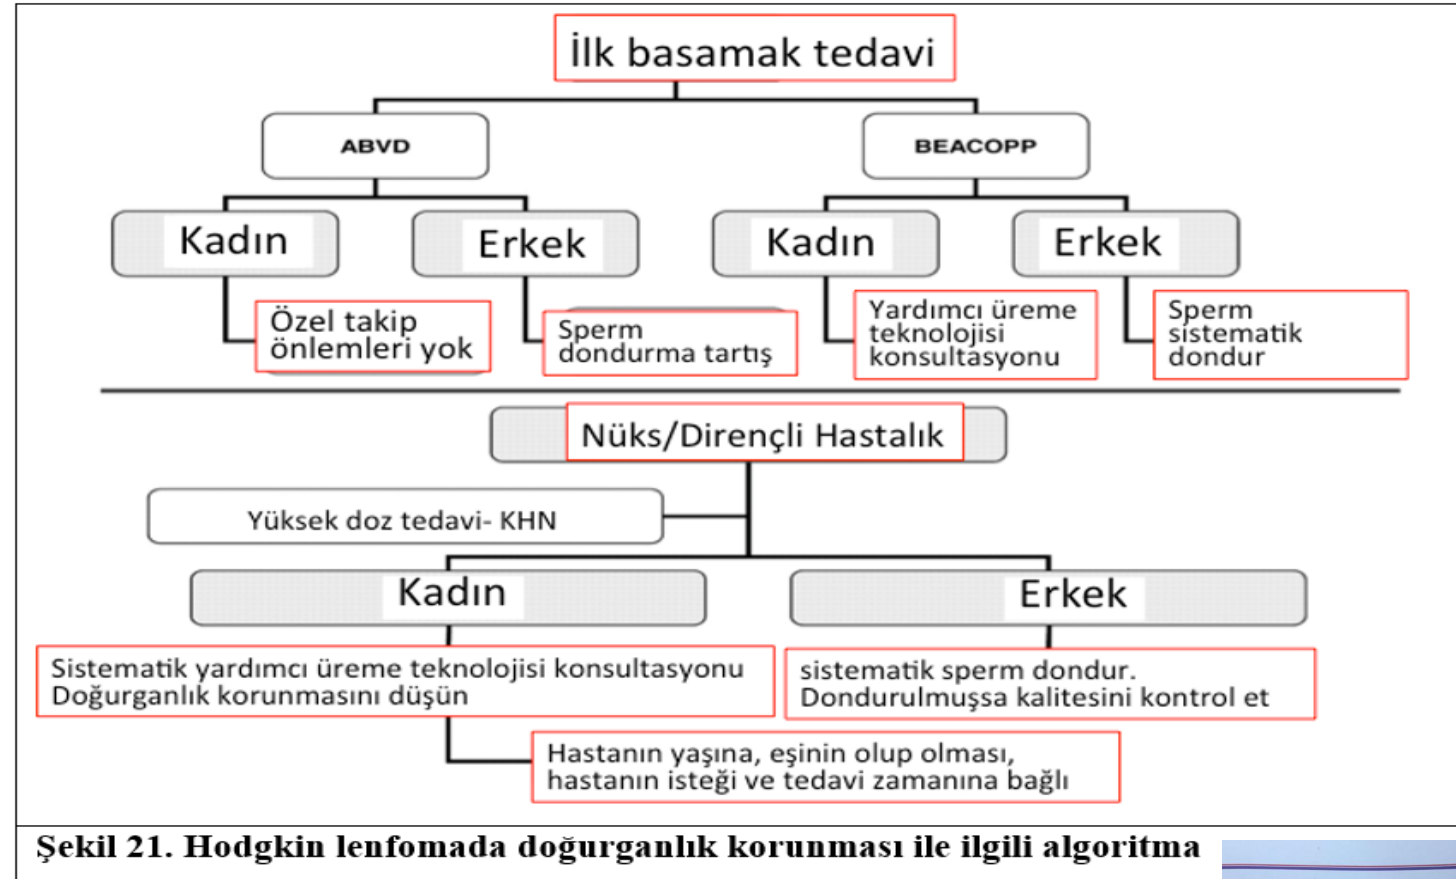 İlk basamak tedavi
ABVD
BEACOPP
Kadın
Erkek
Kadın
Erkek
Özel takip
önlemleri yok
Sperm
dondurma tartış
Yardımcı üreme
teknolojisi
konsultasyonu
Sperm
sistematik
dondur
Nüks/Dirençli Hastalık
Yüksek doz tedavi- KHN
Kadın
Erkek
Sistematik yardımcı üreme teknolojisi konsultasyonu
Doğurganlık korunmasını düşün
sistematik sperm dondur.
Dondurulmuşsa kalitesini kontrol et
Hastanın yaşına, eşinin olup olması,
hastanın isteği ve tedavi zamanına bağlı
Şekil 21. Hodgkin lenfomada doğurganlık korunması ile ilgili algoritma